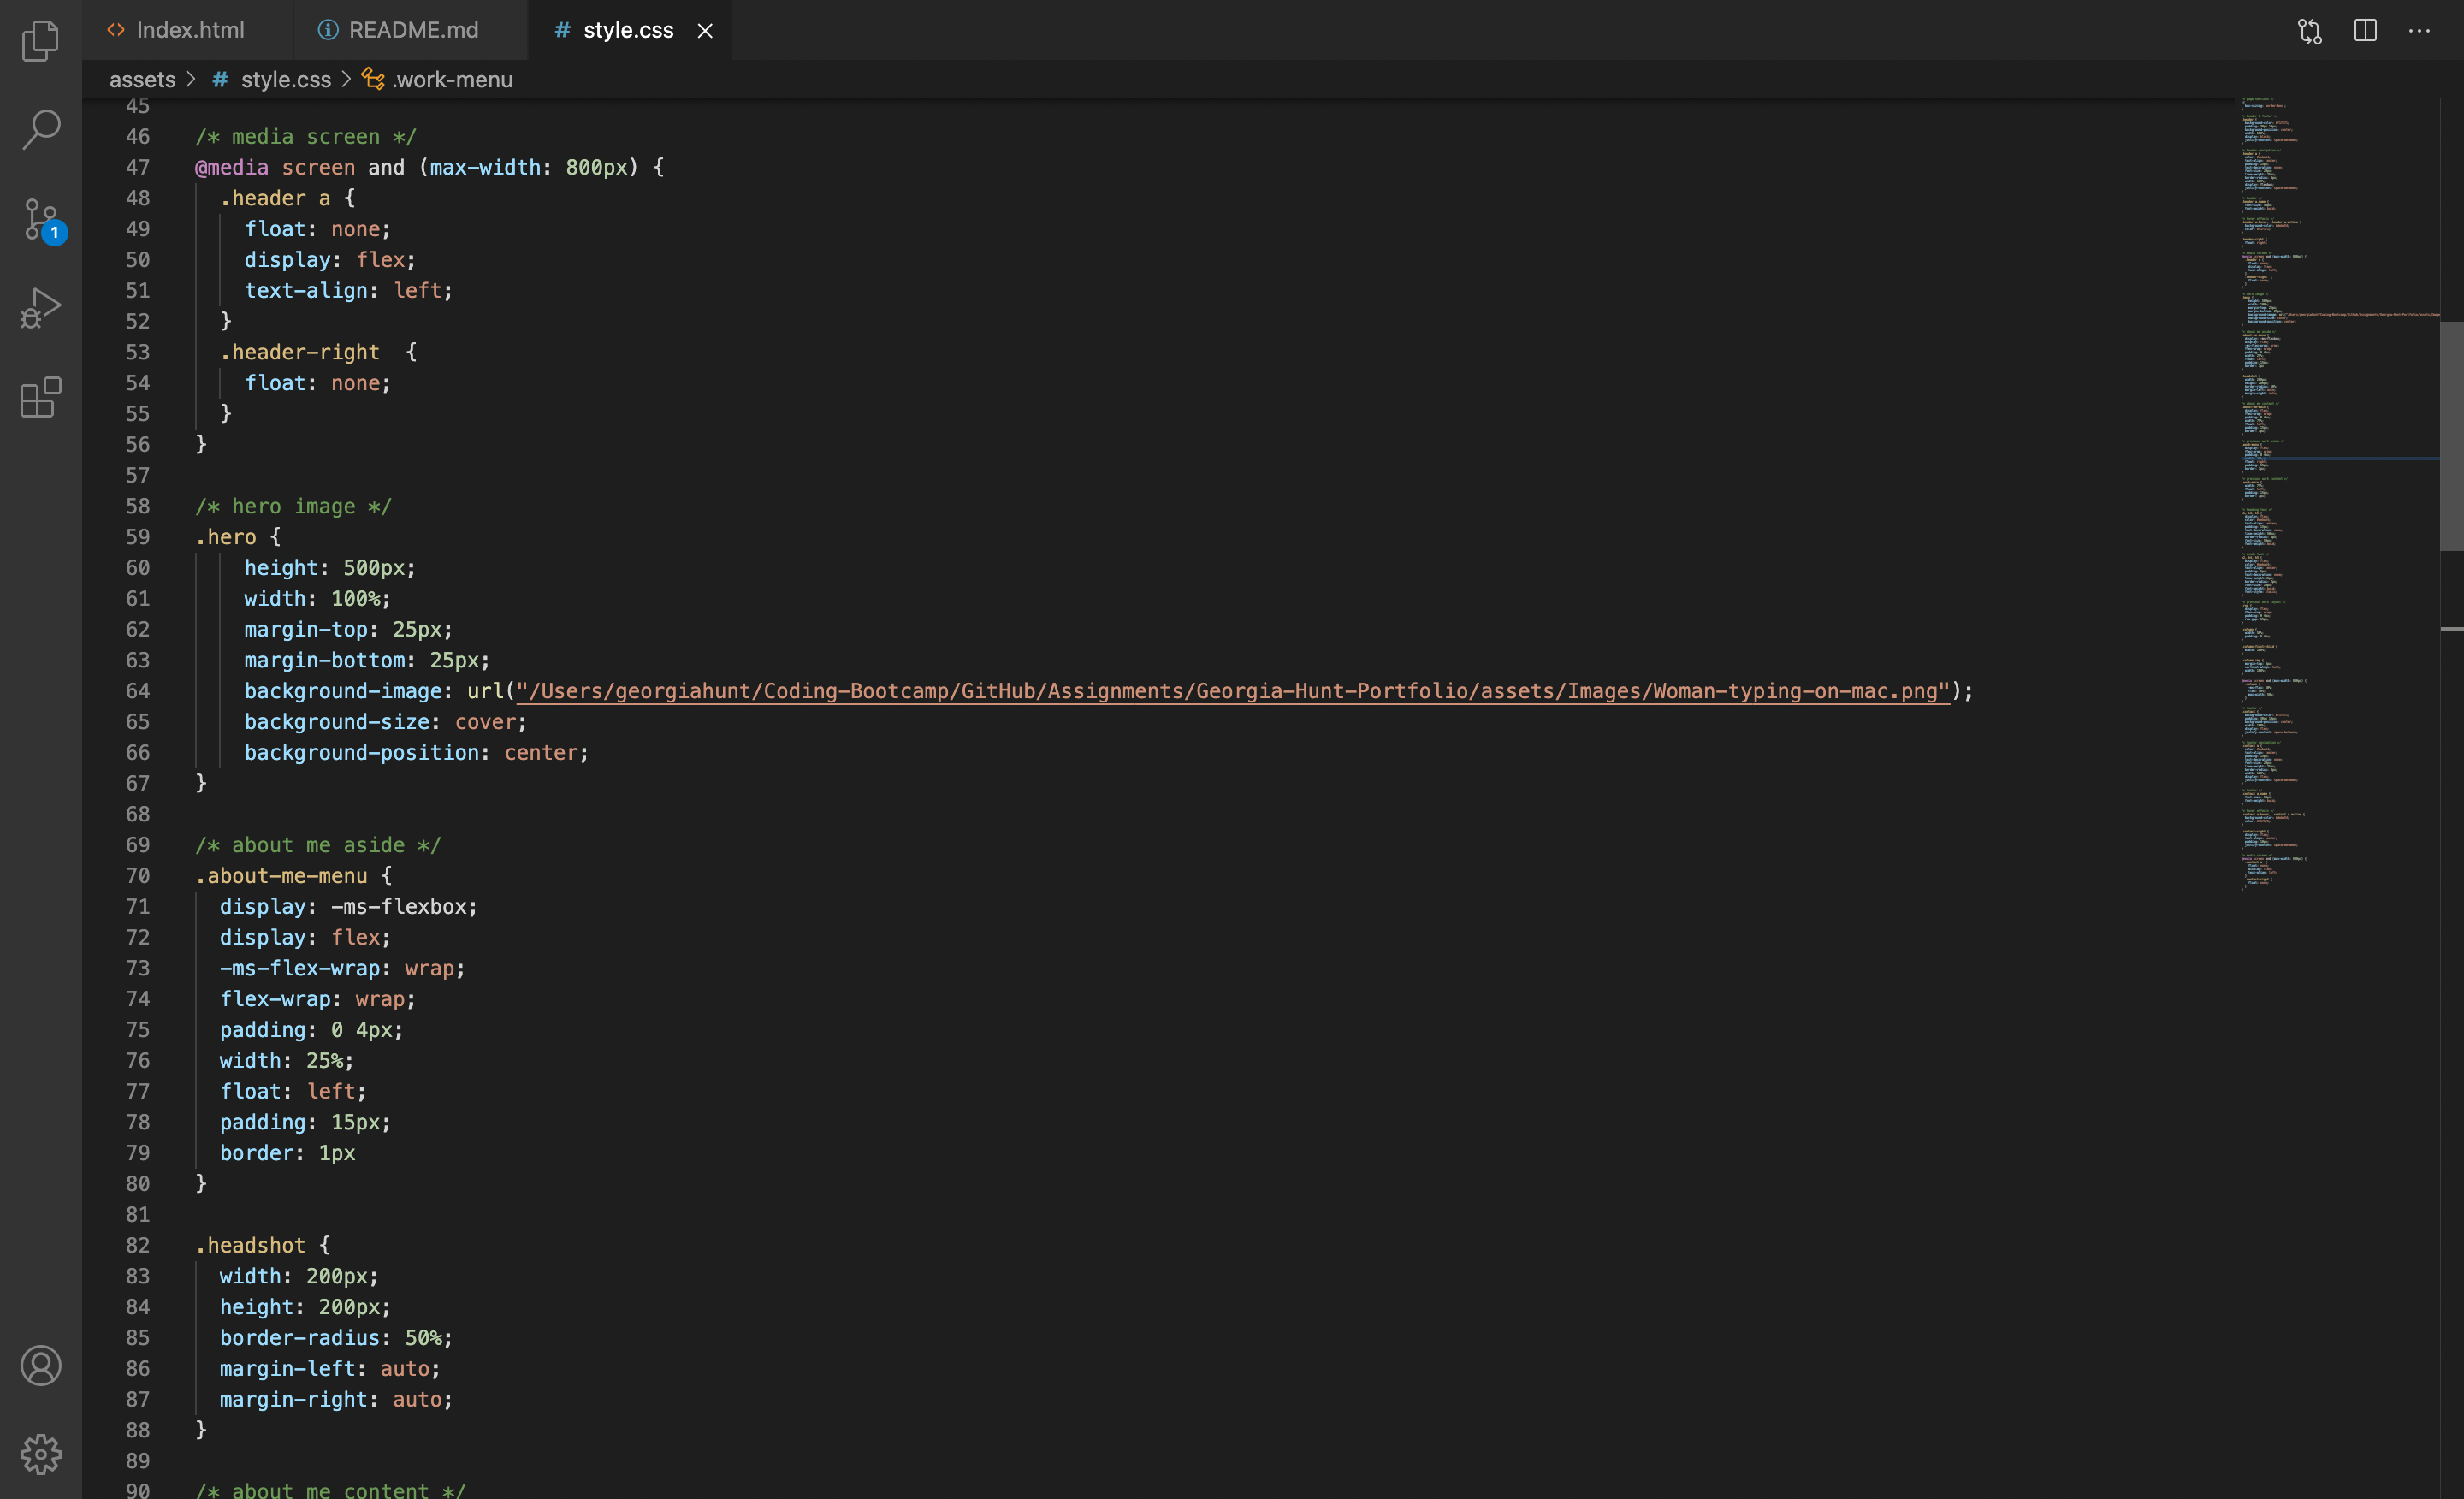 Index.html README.md # style.css
1
assets > # style.css > .work-menu
45
46 /* media screen */
47 @media screen and (max-width: 800px) {
48 .header a {
49 float: none;
50 display: flex;
51 text-align: left;
52 }
53 .header-right  {
54 float: none;
55 }
56 }
57
58 /* hero image */
59 .hero {
60 height: 500px;
61 width: 100%;
62 margin-top: 25px;
63 margin-bottom: 25px;
64 background-image: url("/Users/georgiahunt/Coding-Bootcamp/GitHub/Assignments/Georgia-Hunt-Portfolio/assets/Images/Woman-typing-on-mac.png");
65 background-size: cover;
66 background-position: center;
67 }
68
69 /* about me aside */
70 .about-me-menu {
71 display: -ms-flexbox;
72 display: flex;
73 -ms-flex-wrap: wrap;
74 flex-wrap: wrap;
75 padding: 0 4px;
76 width: 25%;
77 float: left;
78 padding: 15px;
79 border: 1px
80 }
81
82 .headshot {
83 width: 200px;
84 height: 200px;
85 border-radius: 50%;
86 margin-left: auto;
87 margin-right: auto;
88 }
89
90 /* about me content */